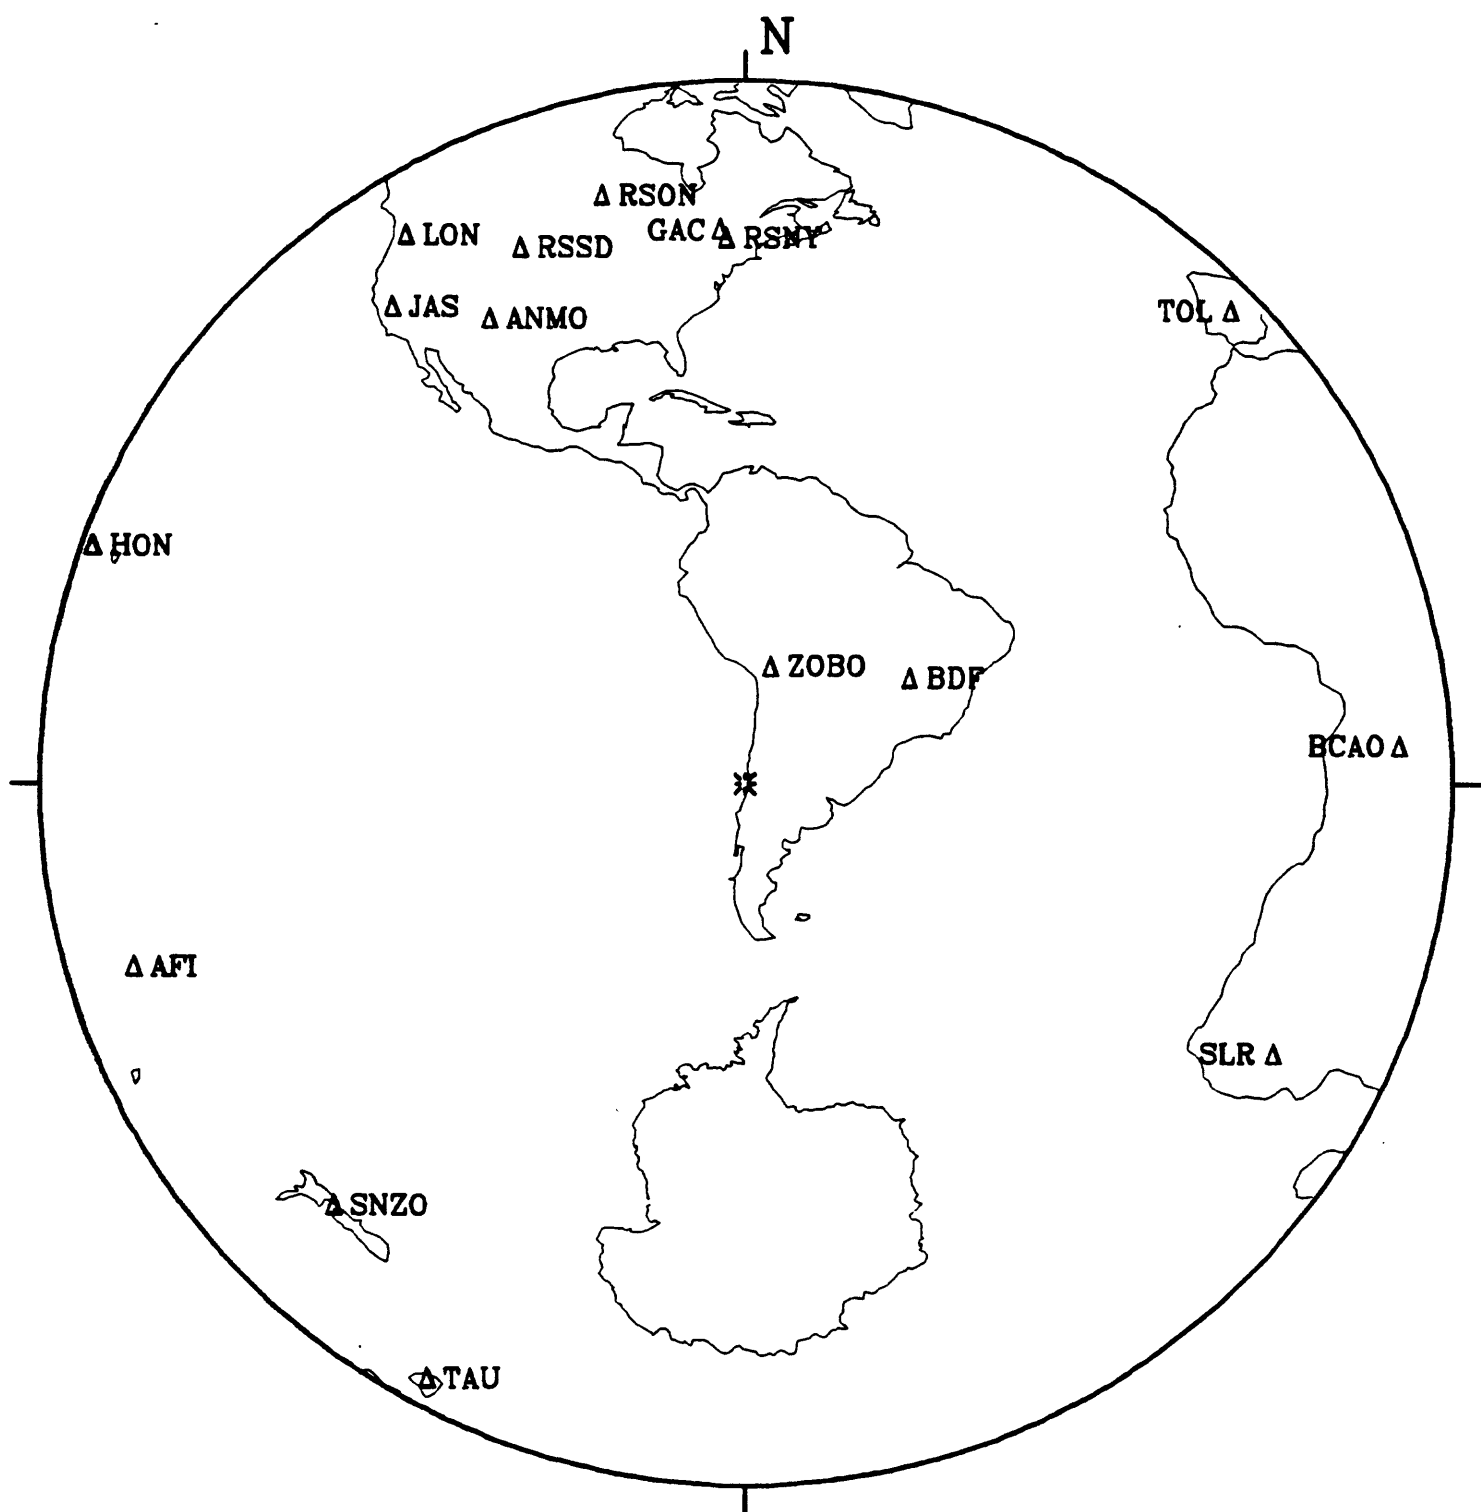 N
RSON
LON
RSSD
GAC
RSNY
JAS
ANMO
TOL
HON
ZOBO
BDF
BCAO
AFI
SLR
SNZO
TAU